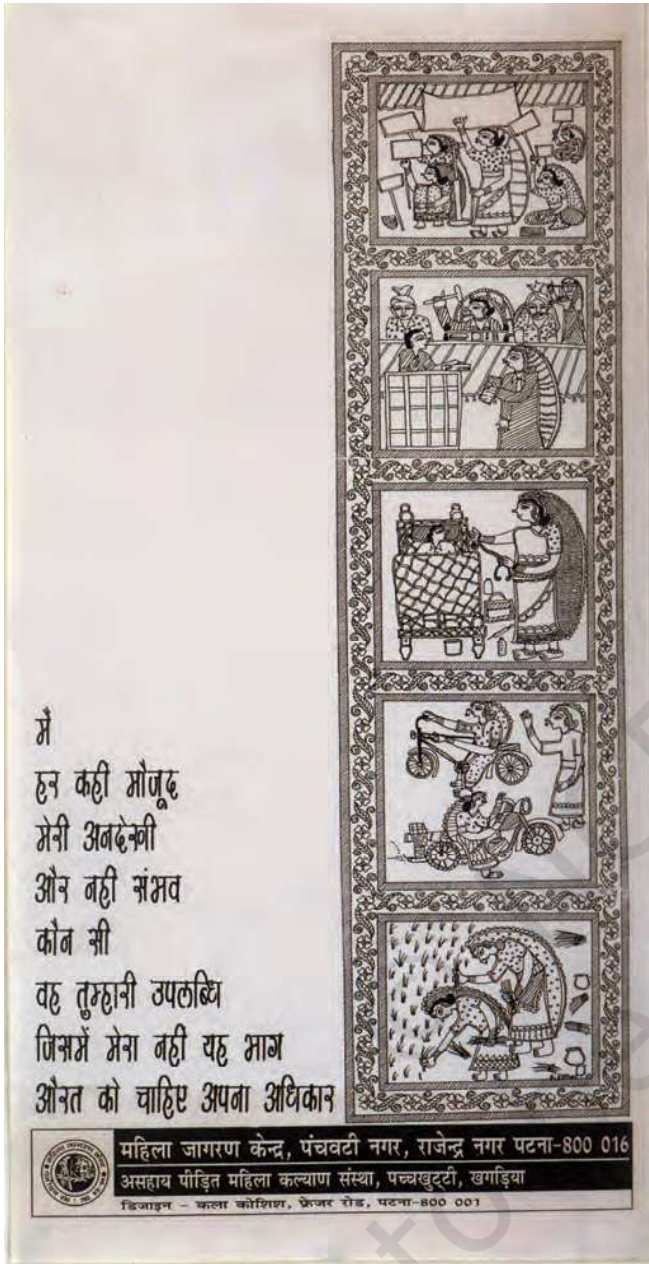 मैं
हर कहीं मौजूद
मेरी अनदेखी
और नहीं संभव
कौन सी
वह तुम्हारी उपलब्धि
जिसमें मेरा नहीं यह भाग
औरत को चाहिए अपना अधिकार
महिला जागरण केन्द्र, पंचवटी नगर, राजेन्द्र नगर पटना-800 016
असहाय पीड़ित महिला कल्याण संस्था, पच्चखुट्टी, खगड़िया
डिजाइन - कला कोशिश, फ्रेजर रोड, पटना-800 001